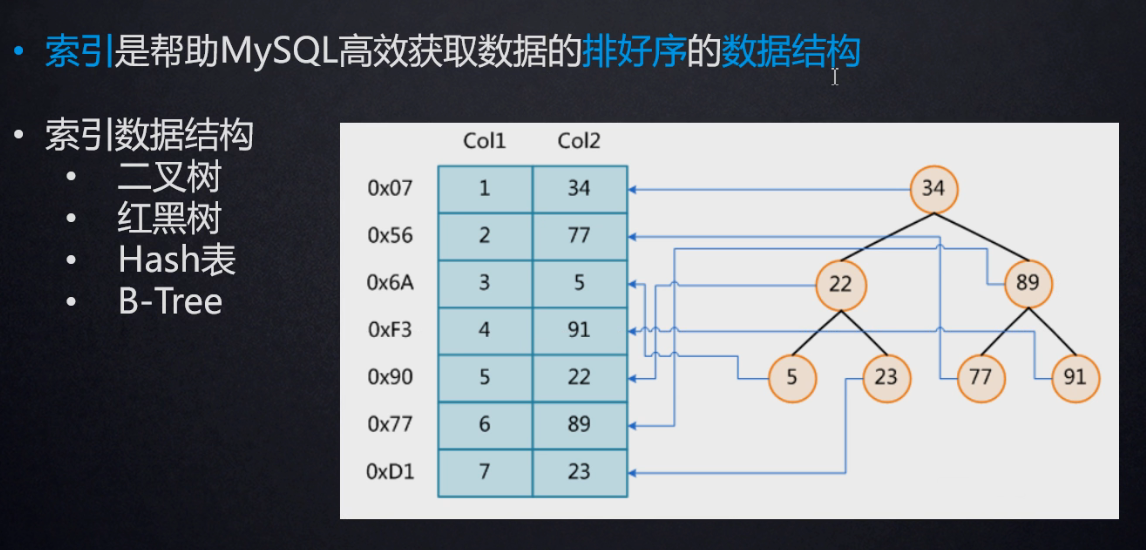 • 索引是帮助MySQL高效获取数据的排好序的数据结构
• 索引数据结构
• 二叉树
• 红黑树
• Hash表
• B-Tree
Col1 Col2
0x07 1 34
0x56 2 77
0x6A 3 5
0xF3 4 91
0x90 5 22
0x77 6 89
0xD1 7 23
34
22 89
5 23 77 91